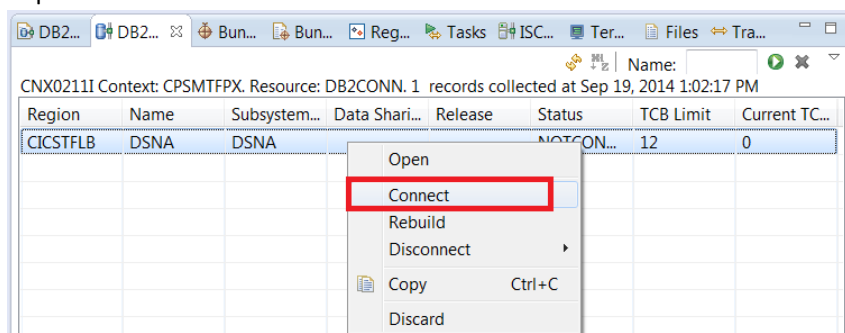 DB2... DB2... Bun... Bun... Reg... Tasks ISC... Ter... Files Tra...
Name:
CNX0211I Context: CPSMTFPX. Resource: DB2CONN. 1 records collected at Sep 19, 2014 1:02:17 PM
Region Name Subsystem... Data Shari... Release Status TCB Limit Current TC...
CICSTFLB DSNA DSNA NOTCON... 12 0
Open
Connect
Rebuild
Disconnect
Copy Ctrl+C
Discard